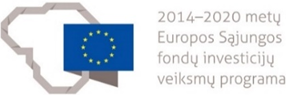 2014–2020 metų
Europos Sąjungos
fondų investicijų
veiksmų programa